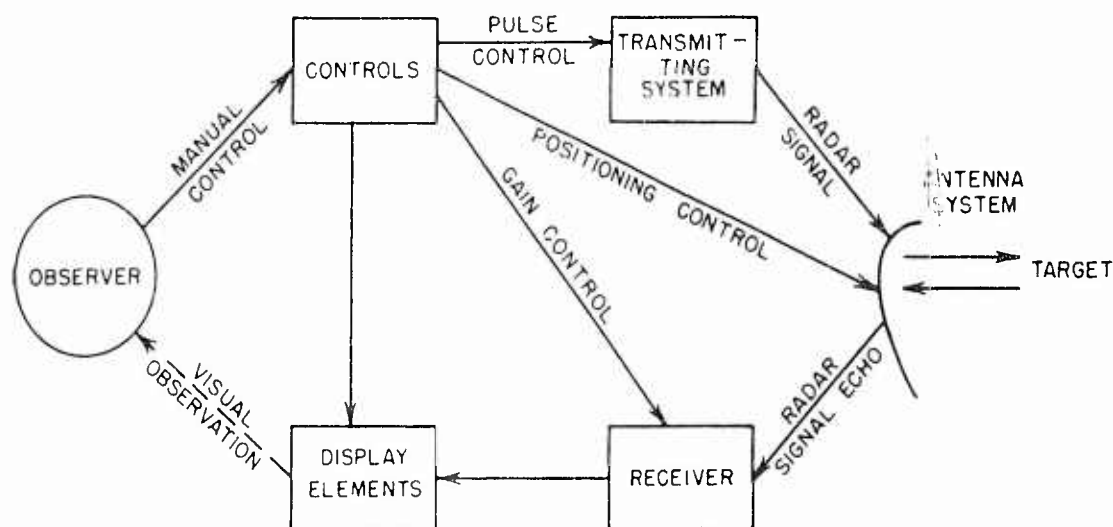 PULSE
CONTROL
CONTROLS
TRANSMIT-
TING
SYSTEM
MANUAL
CONTROL
RADAR
SIGNAL
POSITIONING CONTROL
GAIN CONTROL
ANTENNA
SYSTEM
OBSERVER
TARGET
VISUAL
OBSERVATION
RADAR
SIGNAL ECHO
DISPLAY
ELEMENTS
RECEIVER